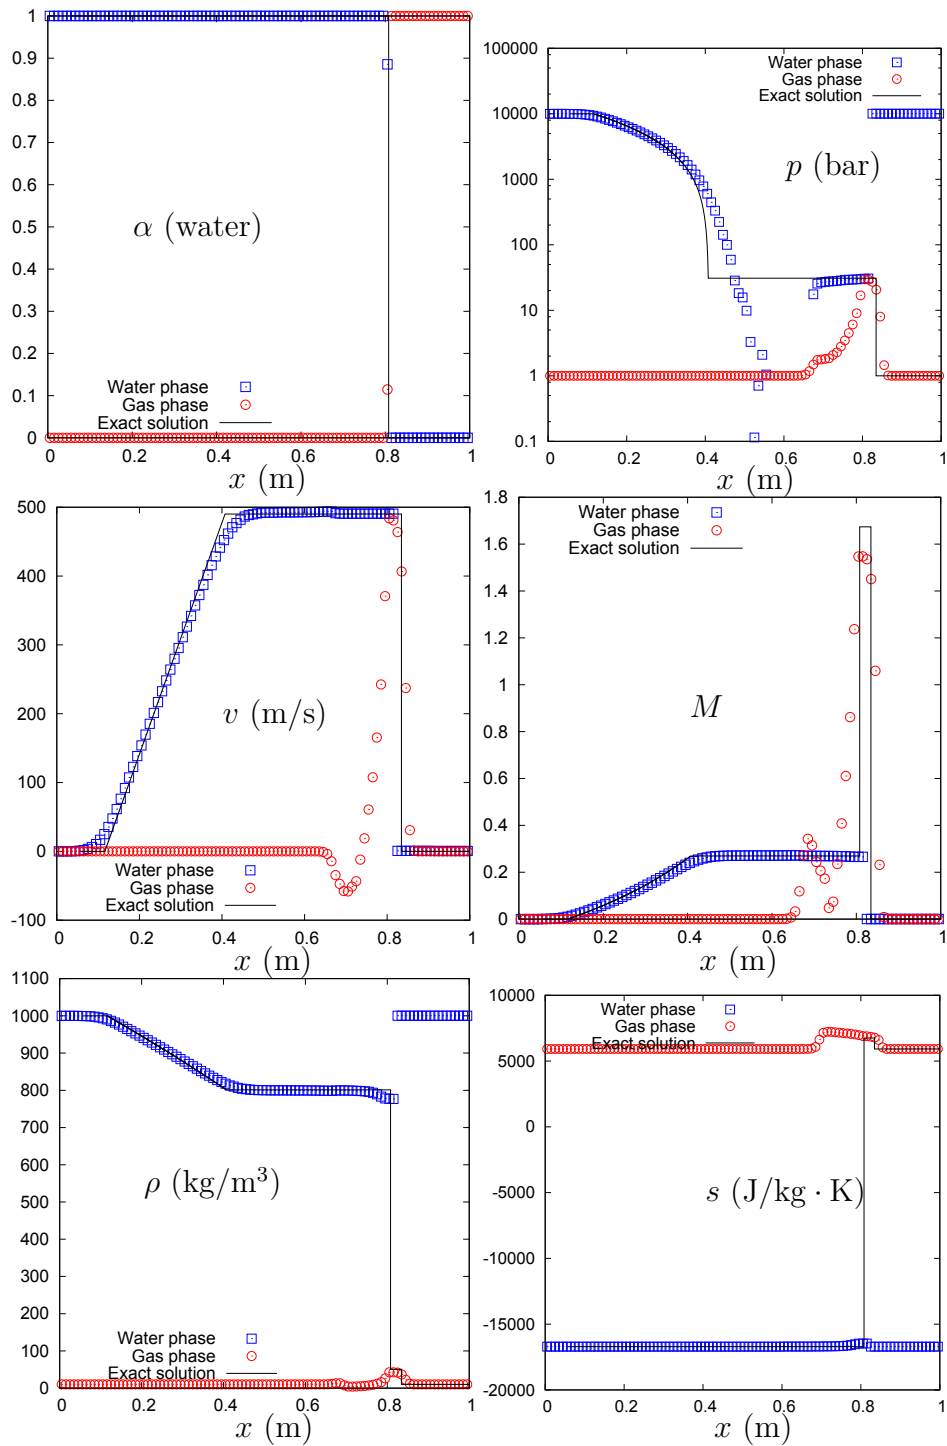 1
0.9
0.8
0.7
0.6
0.5
0.4
0.3
0.2
0.1
0
α (water)
Water phase
Gas phase
Exact solution
0 0.2 0.4 0.6 0.8 1
x (m)
100000
10000
1000
100
10
1
0.1
Water phase
Gas phase
Exact solution
p (bar)
0 0.2 0.4 0.6 0.8 1
x (m)
500
400
300
200
100
0
-100
v (m/s)
Water phase
Gas phase
Exact solution
0 0.2 0.4 0.6 0.8 1
x (m)
1.8
1.6
1.4
1.2
1
0.8
0.6
0.4
0.2
0
Water phase
Gas phase
Exact solution
M
0 0.2 0.4 0.6 0.8 1
x (m)
1100
1000
900
800
700
600
500
400
300
200
100
0
ρ (kg/m³)
Water phase
Gas phase
Exact solution
0 0.2 0.4 0.6 0.8 1
x (m)
10000
5000
0
-5000
-10000
-15000
-20000
Water phase
Gas phase
Exact solution
s (J/kg · K)
0 0.2 0.4 0.6 0.8 1
x (m)